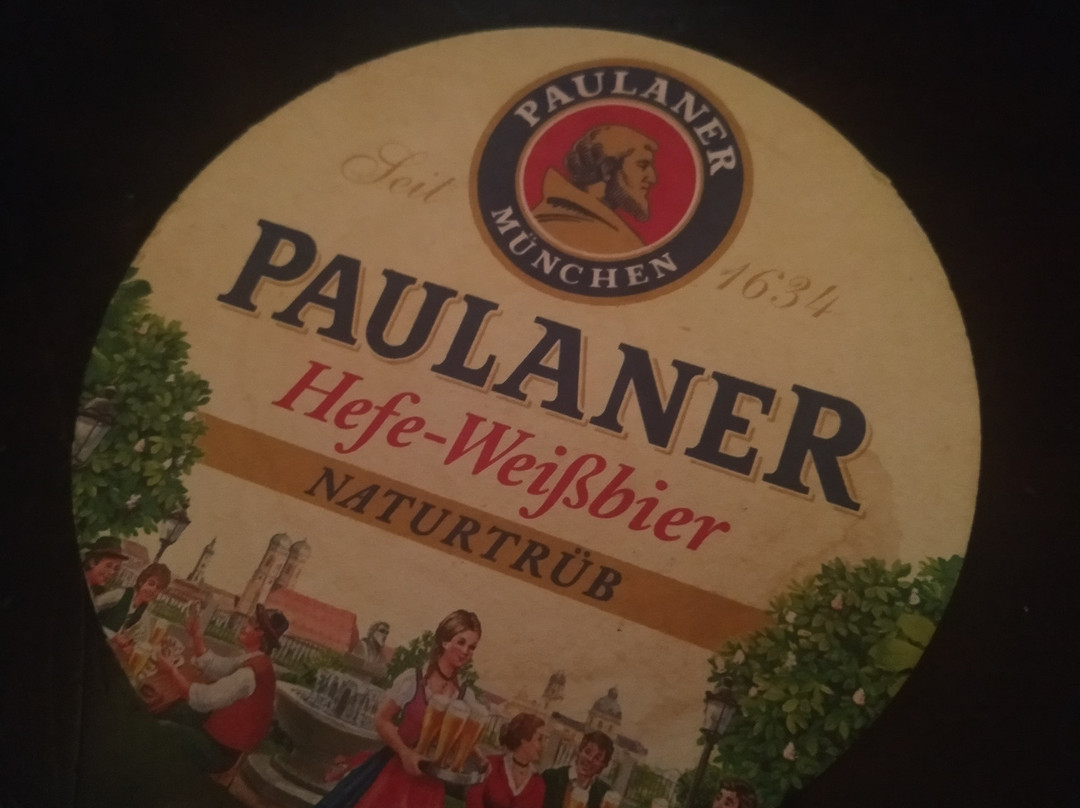 PAULANER
MÜNCHEN
Seit 1634
PAULANER
Hefe-Weißbier
NATURTRÜB